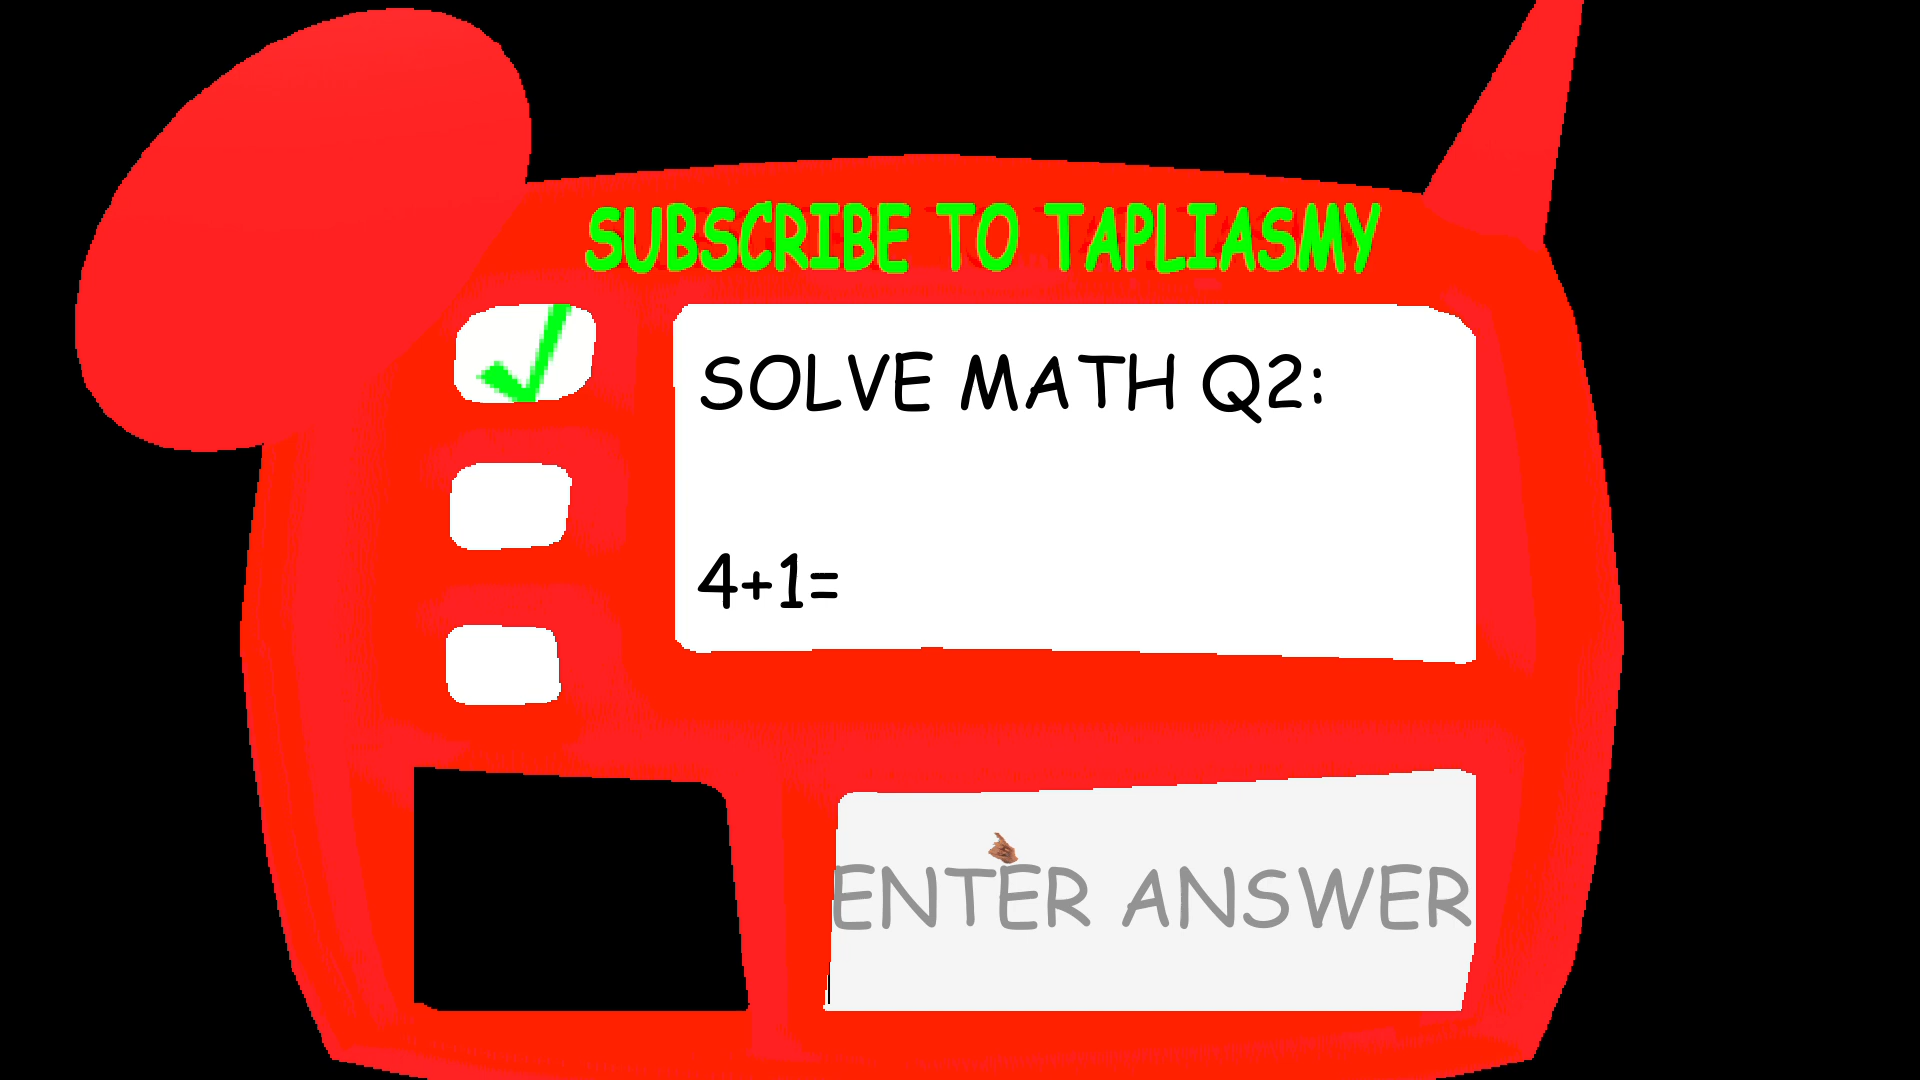 SUBSCRIBE TO TAPLIASMY
SOLVE MATH Q2:
4+1=
ENTER ANSWER